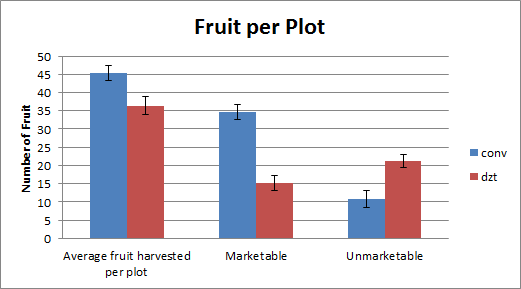 Fruit per Plot
50
45
40
35
30
25
20
15
10
5
0
Number of Fruit
Average fruit harvested
per plot
Marketable
Unmarketable
conv
dzt